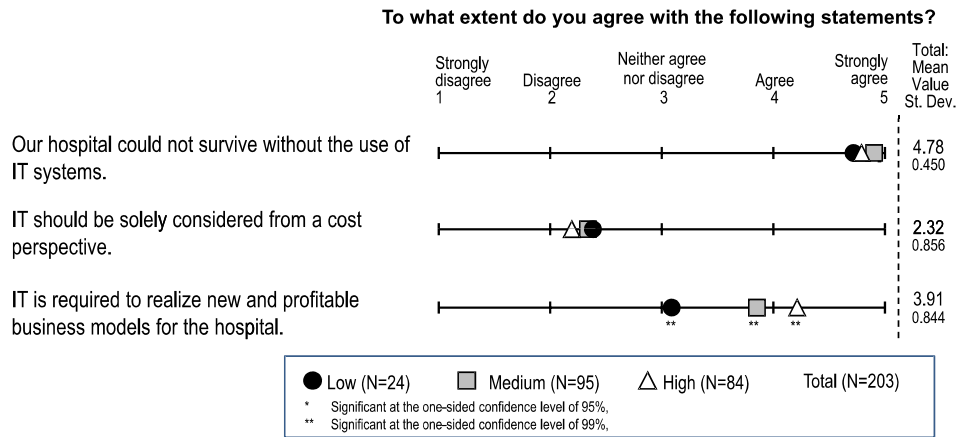 To what extent do you agree with the following statements?
Strongly disagree 1
Disagree 2
Neither agree nor disagree 3
Agree 4
Strongly agree 5
Total: Mean Value St. Dev.
Our hospital could not survive without the use of
IT systems.
4.78
0.450
IT should be solely considered from a cost
perspective.
2.32
0.856
IT is required to realize new and profitable
business models for the hospital.
** ** **
3.91
0.844
Low (N=24) Medium (N=95) High (N=84) Total (N=203)
* Significant at the one-sided confidence level of 95%,
** Significant at the one-sided confidence level of 99%,